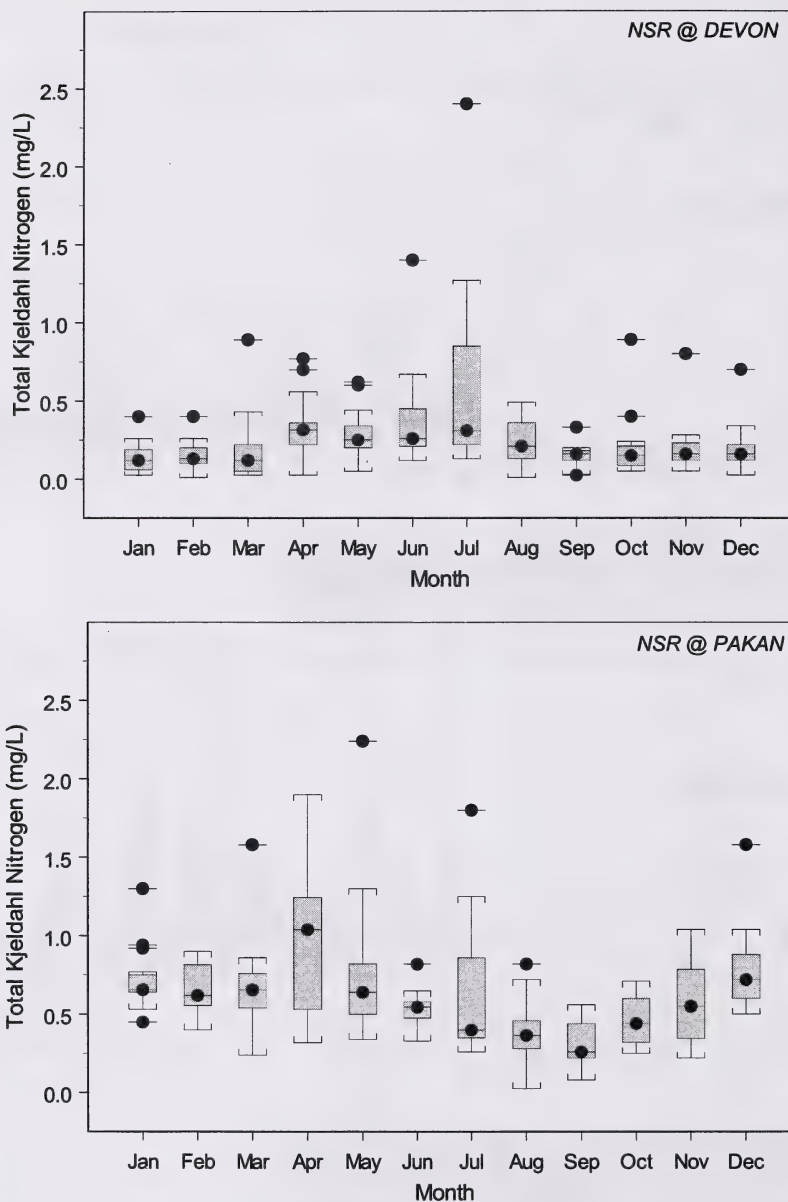 NSR @ DEVON
Total Kjeldahl Nitrogen (mg/L)
2.5
2.0
1.5
1.0
0.5
0.0
Jan Feb Mar Apr May Jun Jul Aug Sep Oct Nov Dec
Month
NSR @ PAKAN
Total Kjeldahl Nitrogen (mg/L)
2.5
2.0
1.5
1.0
0.5
0.0
Jan Feb Mar Apr May Jun Jul Aug Sep Oct Nov Dec
Month